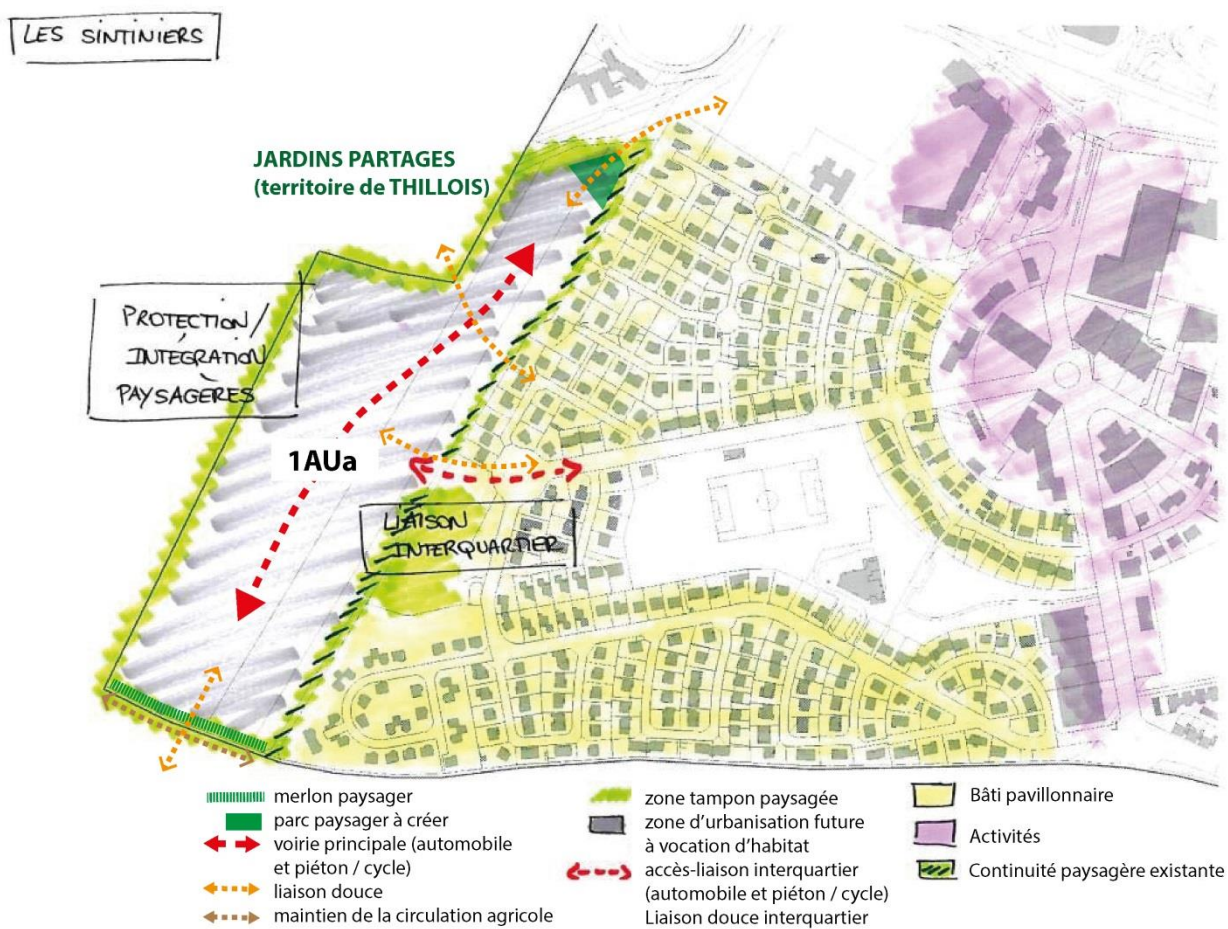 LES SINTINIERS
JARDINS PARTAGES
(territoire de THILLOIS)
PROTECTION/
INTÉGRATION
PAYSAGÈRES
1AUa
LIAISON
INTERQUARTIER
merlon paysager
parc paysager à créer
voirie principale (automobile
et piéton / cycle)
liaison douce
maintien de la circulation agricole
zone tampon paysagée
zone d'urbanisation future
à vocation d'habitat
accès-liaison interquartier
(automobile et piéton / cycle)
Liaison douce interquartier
Bâti pavillonnaire
Activités
Continuité paysagère existante